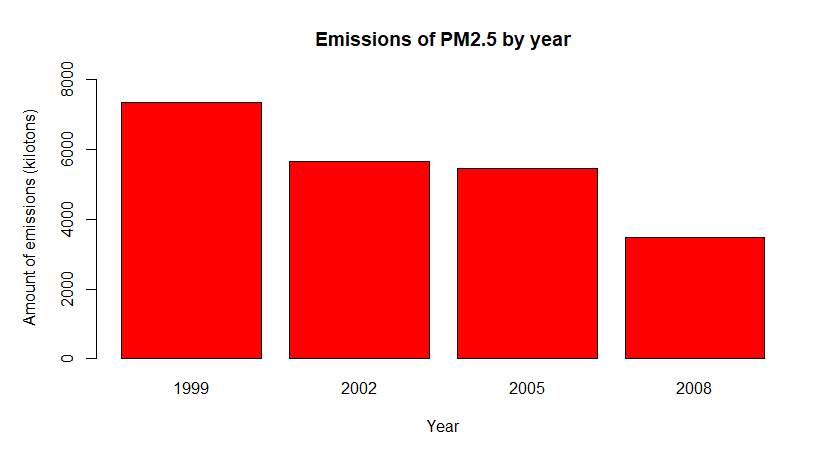 Emissions of PM2.5 by year
Amount of emissions (kilotons)
8000
6000
4000
2000
0
1999 2002 2005 2008
Year